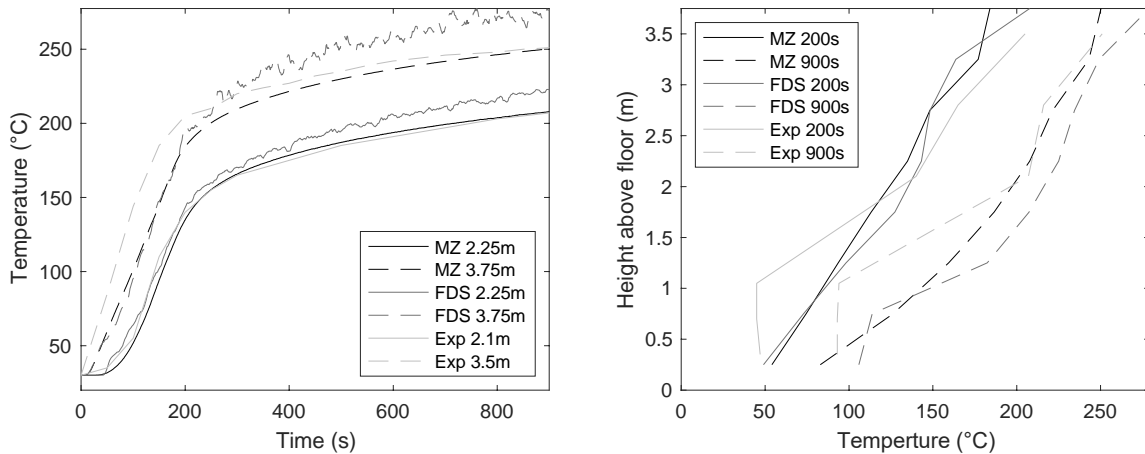 250
200
150
100
50
Temperature (°C)
0
200
400
600
800
Time (s)
MZ 2.25m
MZ 3.75m
FDS 2.25m
FDS 3.75m
Exp 2.1m
Exp 3.5m
3.5
3
2.5
2
1.5
1
0.5
0
Height above floor (m)
0
50
100
150
200
250
Temperture (°C)
MZ 200s
MZ 900s
FDS 200s
FDS 900s
Exp 200s
Exp 900s